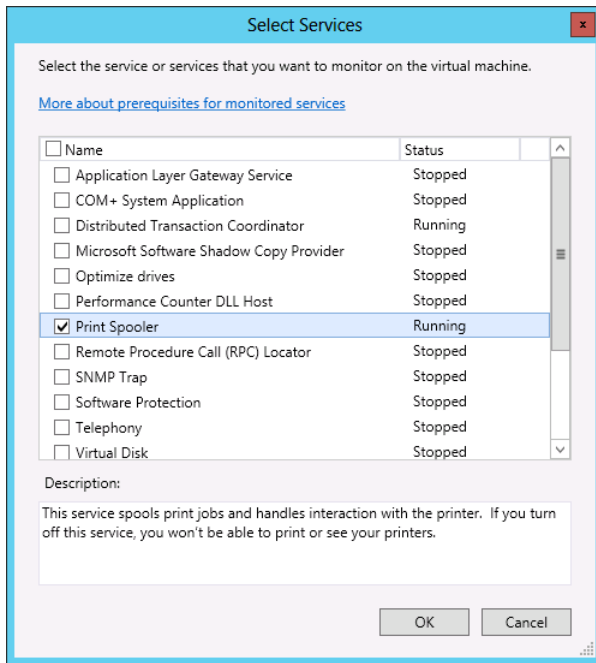 Select Services
x
Select the service or services that you want to monitor on the virtual machine.
More about prerequisites for monitored services
Name Status
Application Layer Gateway Service Stopped
COM+ System Application Stopped
Distributed Transaction Coordinator Running
Microsoft Software Shadow Copy Provider Stopped
Optimize drives Stopped
Performance Counter DLL Host Stopped
Print Spooler Running
Remote Procedure Call (RPC) Locator Stopped
SNMP Trap Stopped
Software Protection Stopped
Telephony Stopped
Virtual Disk Stopped
Description:
This service spools print jobs and handles interaction with the printer.  If you turn
off this service, you won't be able to print or see your printers.
OK Cancel